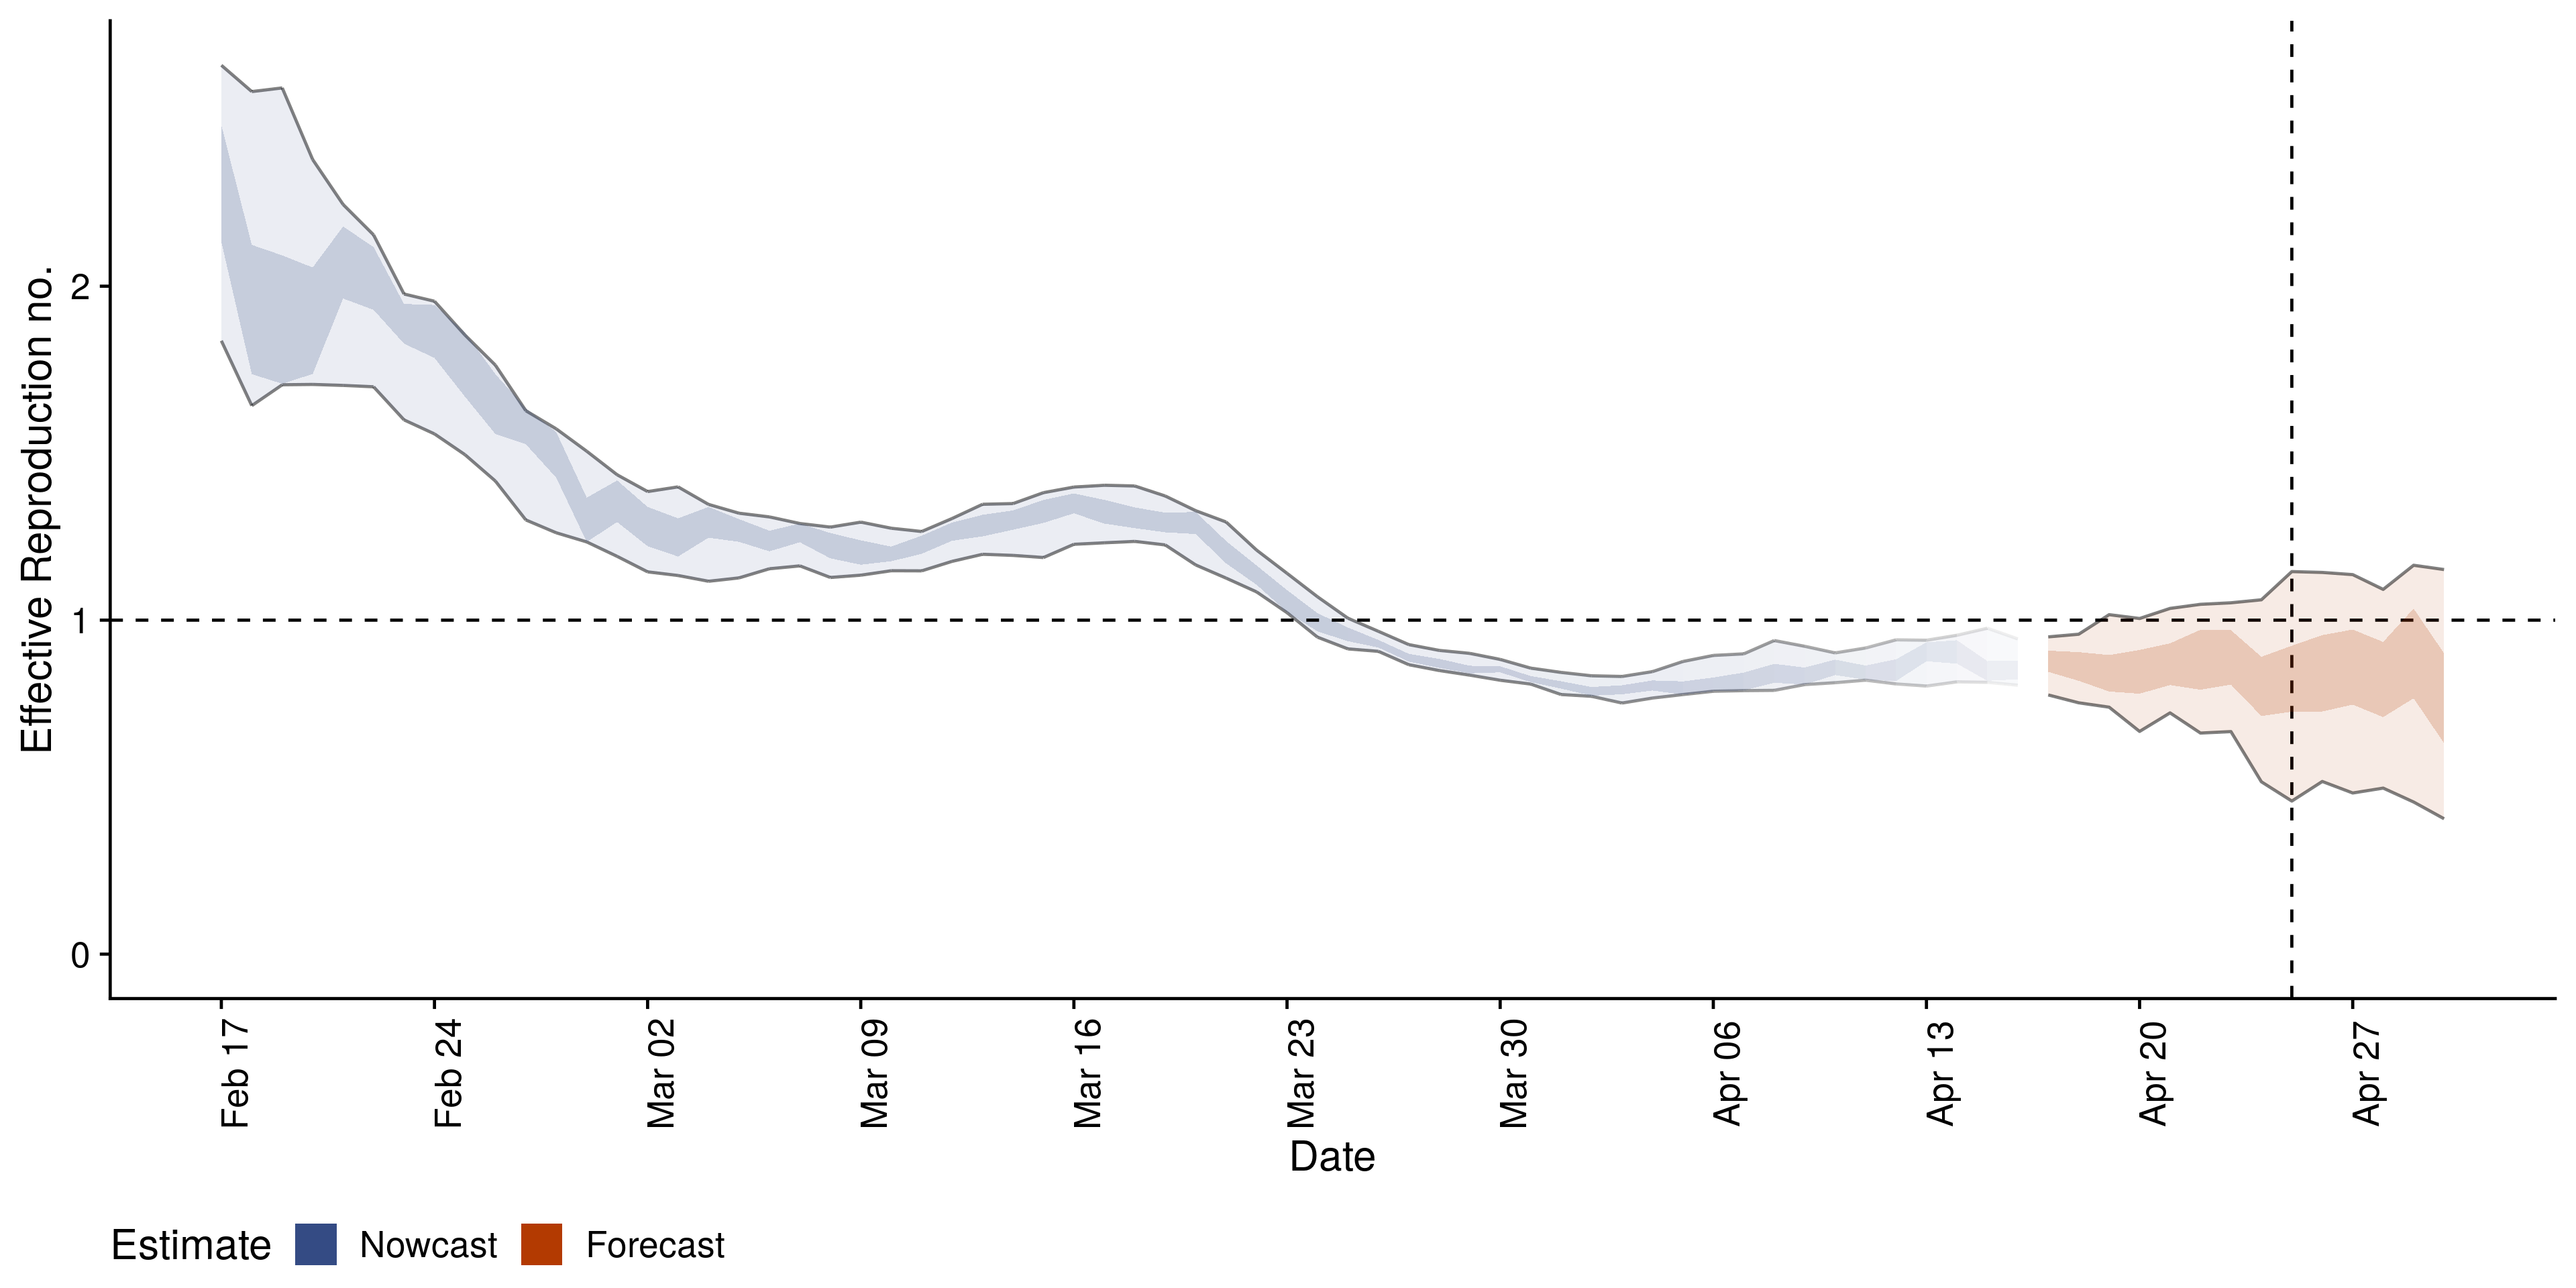 Effective Reproduction no.
2
1
0
Feb 17
Feb 24
Mar 02
Mar 09
Mar 16
Mar 23
Mar 30
Apr 06
Apr 13
Apr 20
Apr 27
Date
Estimate Nowcast Forecast